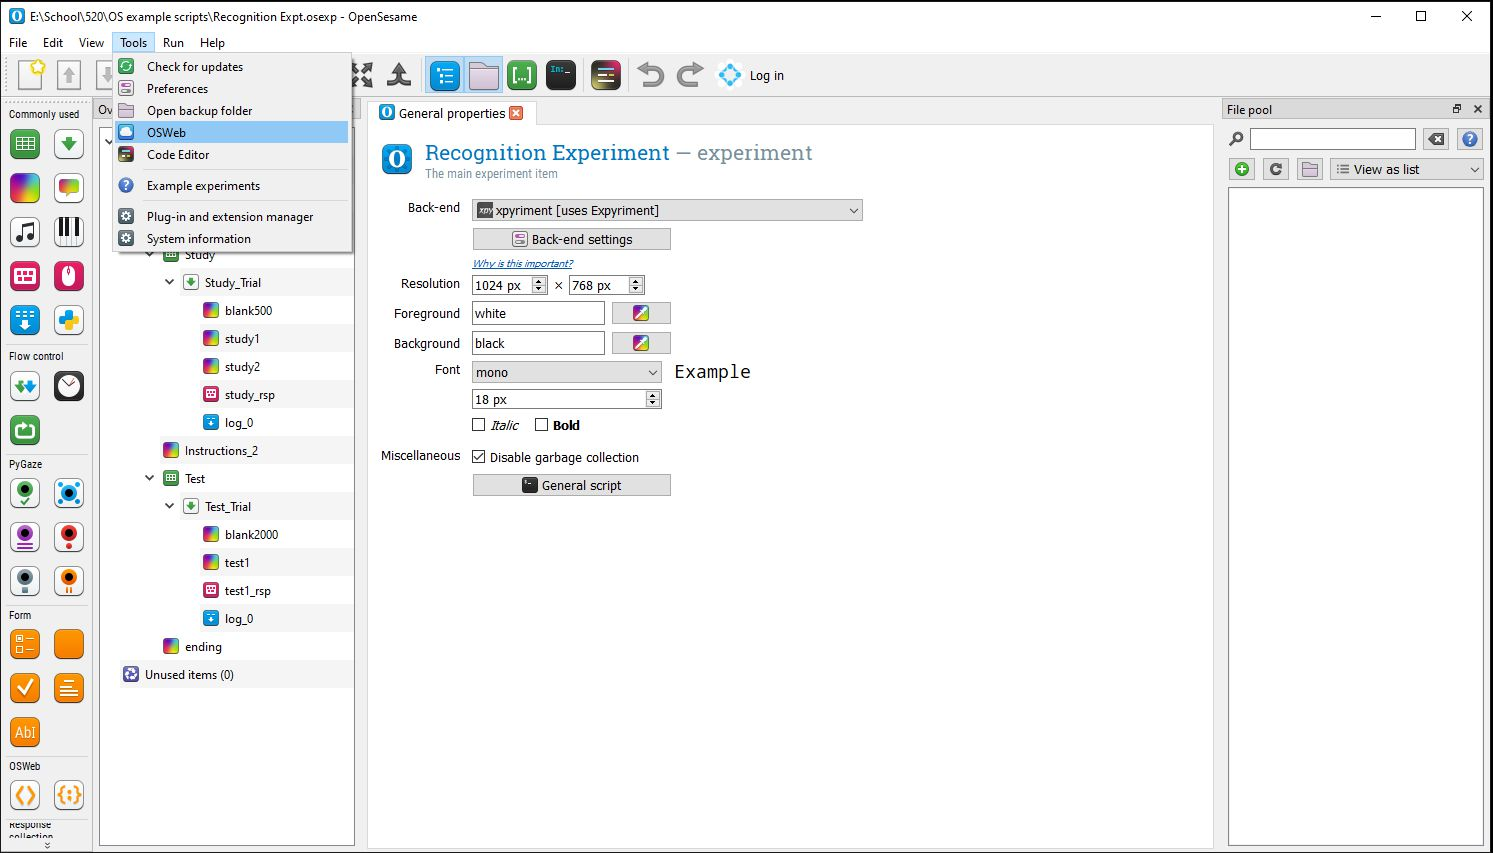 E:\School\520\OS example scripts\Recognition Expt.osexp - OpenSesame
File Edit View Tools Run Help
Log in
Check for updates
Preferences
Open backup folder
OSWeb
Code Editor
Example experiments
Plug-in and extension manager
System information
Commonly used
Flow control
PyGaze
Form
AbI
OSWeb
Response
collection
Ov
Study
Study_Trial
blank500
study1
study2
study_rsp
log_0
Instructions_2
Test
Test_Trial
blank2000
test1
test1_rsp
log_0
ending
Unused items (0)
General properties
Recognition Experiment — experiment
The main experiment item
Back-end xpy xpyriment [uses Expyriment]
Back-end settings
Why is this important?
Resolution 1024 px × 768 px
Foreground white
Background black
Font mono Example
18 px
Italic Bold
Miscellaneous Disable garbage collection
General script
File pool
View as list